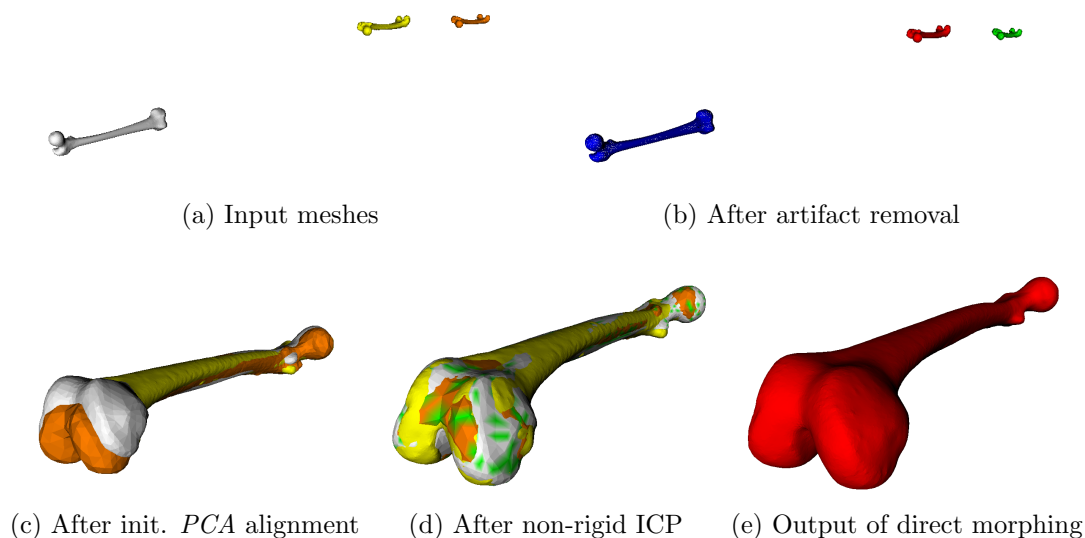 (a) Input meshes
(b) After artifact removal
(c) After init. PCA alignment
(d) After non-rigid ICP
(e) Output of direct morphing